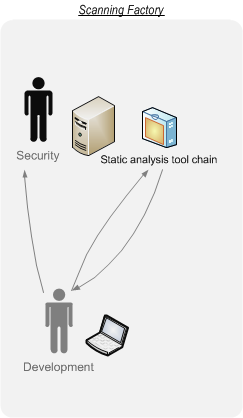 Scanning Factory
Security
Static analysis tool chain
Development